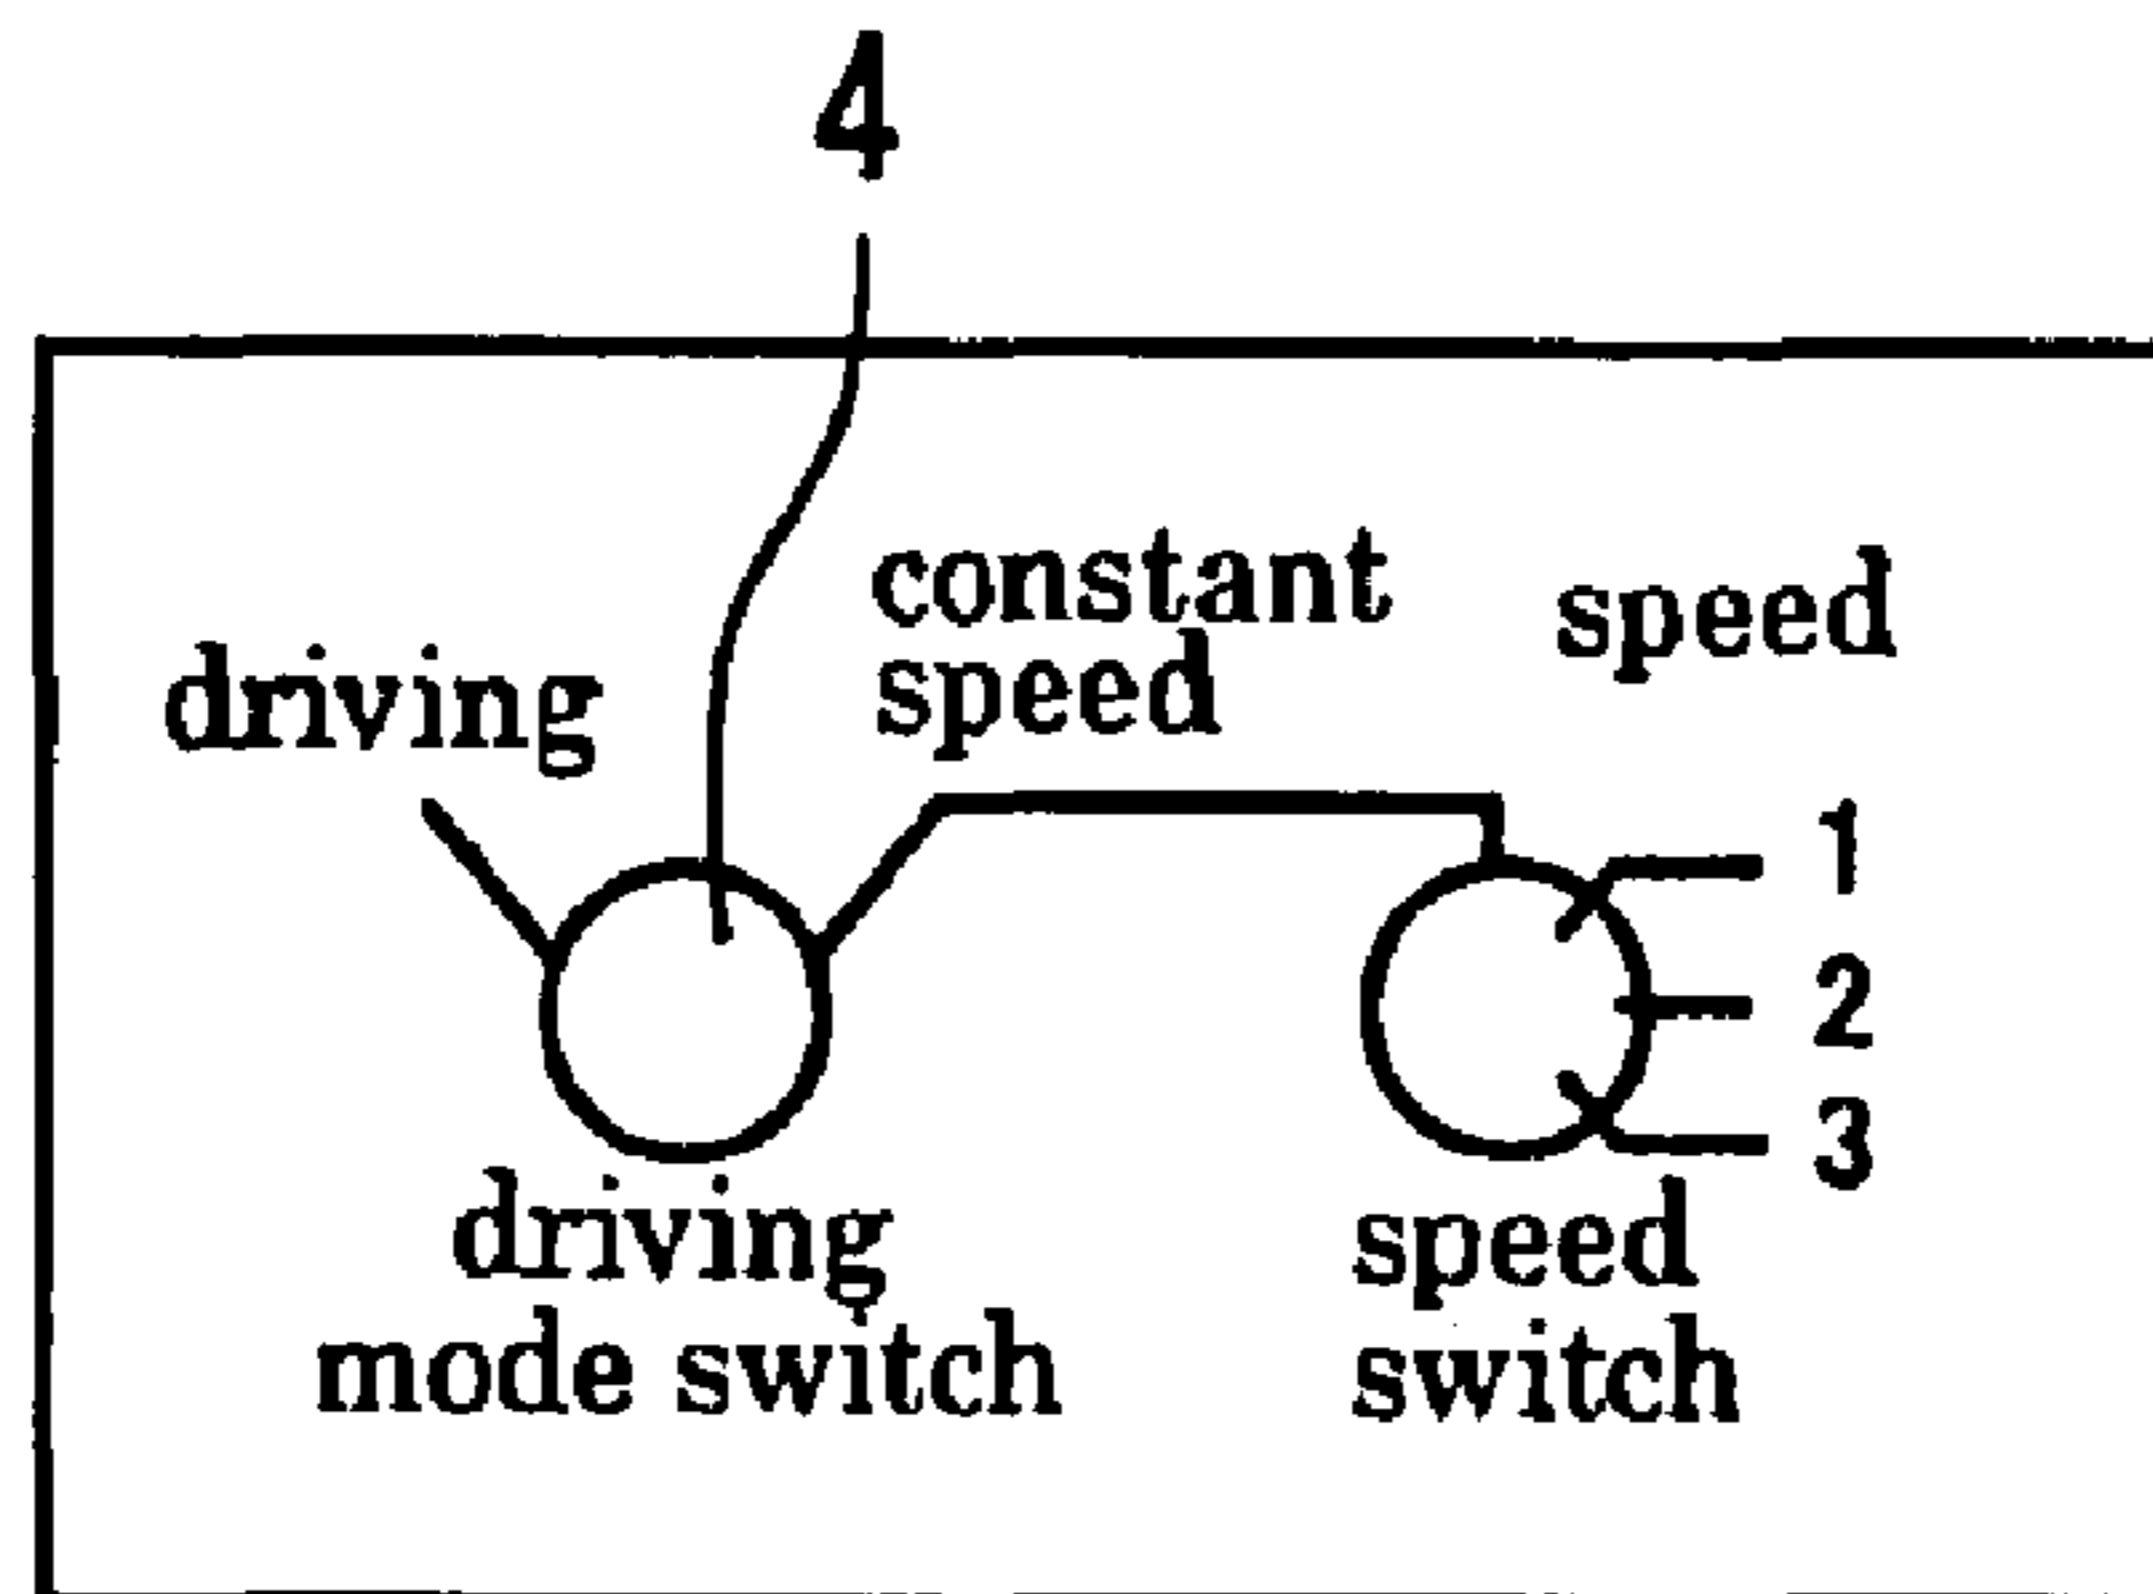 4
driving
constant
speed
speed
1
2
3
driving
mode switch
speed
switch